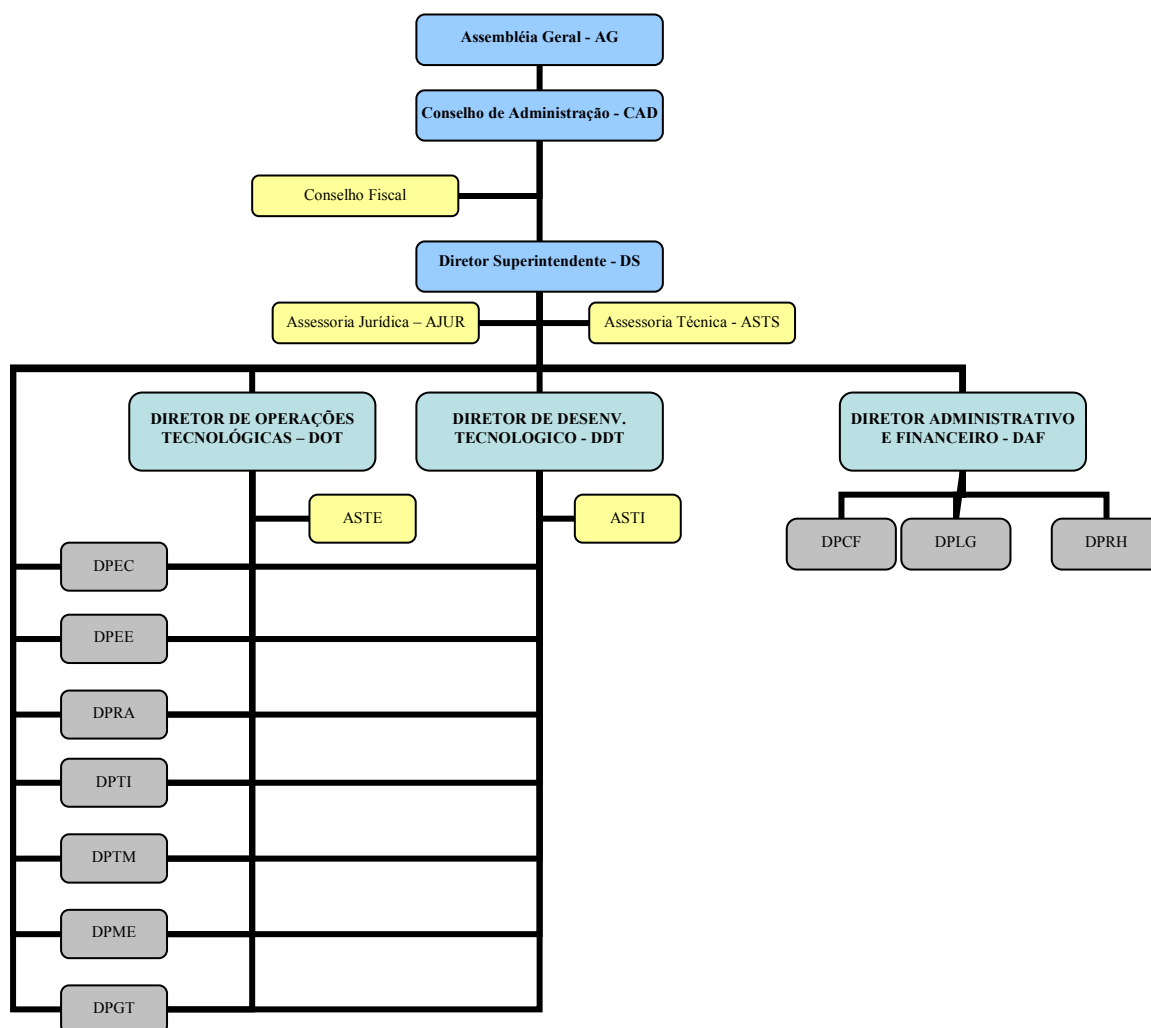 Assembléia Geral - AG
Conselho de Administração - CAD
Conselho Fiscal
Diretor Superintendente - DS
Assessoria Jurídica – AJUR
Assessoria Técnica - ASTS
DIRETOR DE OPERAÇÕES
TECNOLÓGICAS – DOT
DIRETOR DE DESENV.
TECNOLOGICO - DDT
DIRETOR ADMINISTRATIVO
E FINANCEIRO - DAF
ASTE
ASTI
DPCF
DPLG
DPRH
DPEC
DPEE
DPRA
DPTI
DPTM
DPME
DPGT